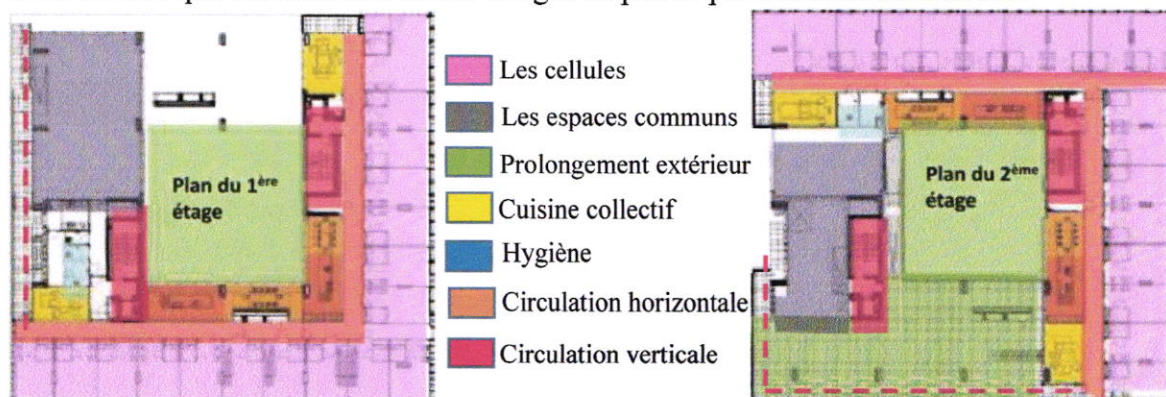 Les cellules
Les espaces communs
Prolongement extérieur
Cuisine collectif
Hygiène
Circulation horizontale
Circulation verticale
Plan du 1ère
étage
Plan du 2ème
étage